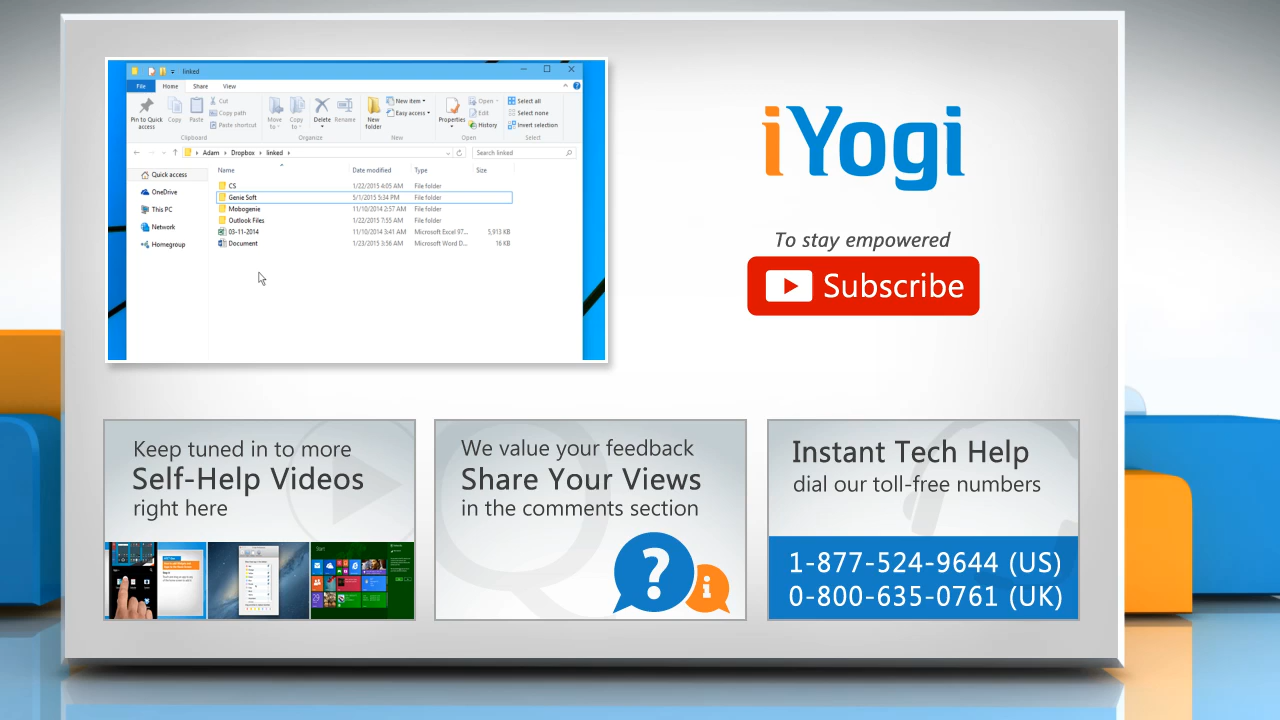 linked
File Home Share View
Pin to Quick access
Copy
Paste
Cut
Copy path
Paste shortcut
Move to
Copy to
Delete
Rename
New folder
New item
Easy access
Properties
Open
Edit
History
Select all
Select none
Invert selection
Clipboard Organize New Open Select
Adam Dropbox linked
Search linked
Name Date modified Type Size
Quick access
OneDrive
This PC
Network
Homegroup
CS 1/22/2015 4:05 AM File folder
Genie Soft 5/1/2015 5:34 PM File folder
Mobogenie 11/10/2014 2:57 AM File folder
Outlook Files 1/22/2015 7:55 AM File folder
03-11-2014 11/10/2014 3:41 AM Microsoft Excel 97... 5,913 KB
Document 1/23/2015 3:56 AM Microsoft Word D... 16 KB
iYogi
To stay empowered
Subscribe
Keep tuned in to more
Self-Help Videos
right here
We value your feedback
Share Your Views
in the comments section
?
i
Instant Tech Help
dial our toll-free numbers
1-877-524-9644 (US)
0-800-635-0761 (UK)